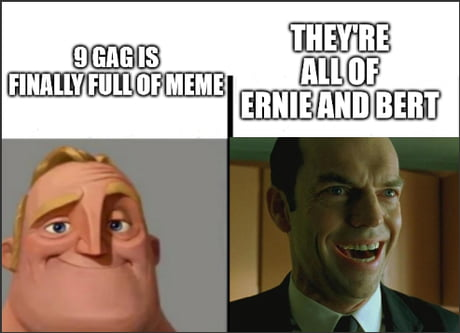 9 GAG IS
FINALLY FULL OF MEME
THEY'RE
ALL OF
ERNIE AND BERT